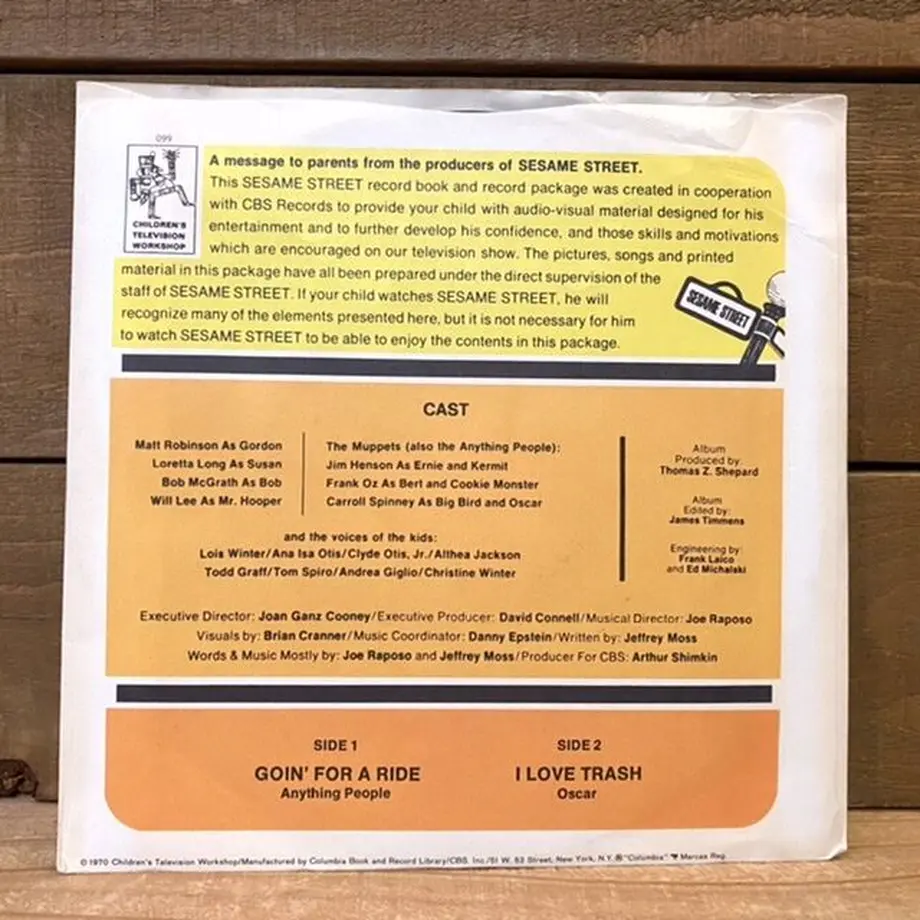 099
CHILDREN'S
TELEVISION
WORKSHOP
A message to parents from the producers of SESAME STREET.
This SESAME STREET record book and record package was created in cooperation
with CBS Records to provide your child with audio-visual material designed for his
entertainment and to further develop his confidence, and those skills and motivations
which are encouraged on our television show. The pictures, songs and printed
material in this package have all been prepared under the direct supervision of the
staff of SESAME STREET. If your child watches SESAME STREET, he will
recognize many of the elements presented here, but it is not necessary for him
to watch SESAME STREET to be able to enjoy the contents in this package.
SESAME STREET
CAST
Matt Robinson As Gordon
Loretta Long As Susan
Bob McGrath As Bob
Will Lee As Mr. Hooper
The Muppets (also the Anything People):
Jim Henson As Ernie and Kermit
Frank Oz As Bert and Cookie Monster
Carroll Spinney As Big Bird and Oscar
and the voices of the kids:
Lois Winter/Ana Isa Otis/Clyde Otis, Jr./Althea Jackson
Todd Graff/Tom Spiro/Andrea Giglio/Christine Winter
Album
Produced by:
Thomas Z. Shepard
Album
Edited by:
James Timmens
Engineering by:
Frank Laico
and Ed Michalski
Executive Director: Joan Ganz Cooney/Executive Producer: David Connell/Musical Director: Joe Raposo
Visuals by: Brian Cranner/Music Coordinator: Danny Epstein/Written by: Jeffrey Moss
Words & Music Mostly by: Joe Raposo and Jeffrey Moss/Producer For CBS: Arthur Shimkin
SIDE 1
GOIN' FOR A RIDE
Anything People
SIDE 2
I LOVE TRASH
Oscar
© 1970 Children's Television Workshop/Manufactured by Columbia Book and Record Library/CBS, Inc./51 W. 52 Street, New York, N.Y. ® "Columbia" Marcas Reg.